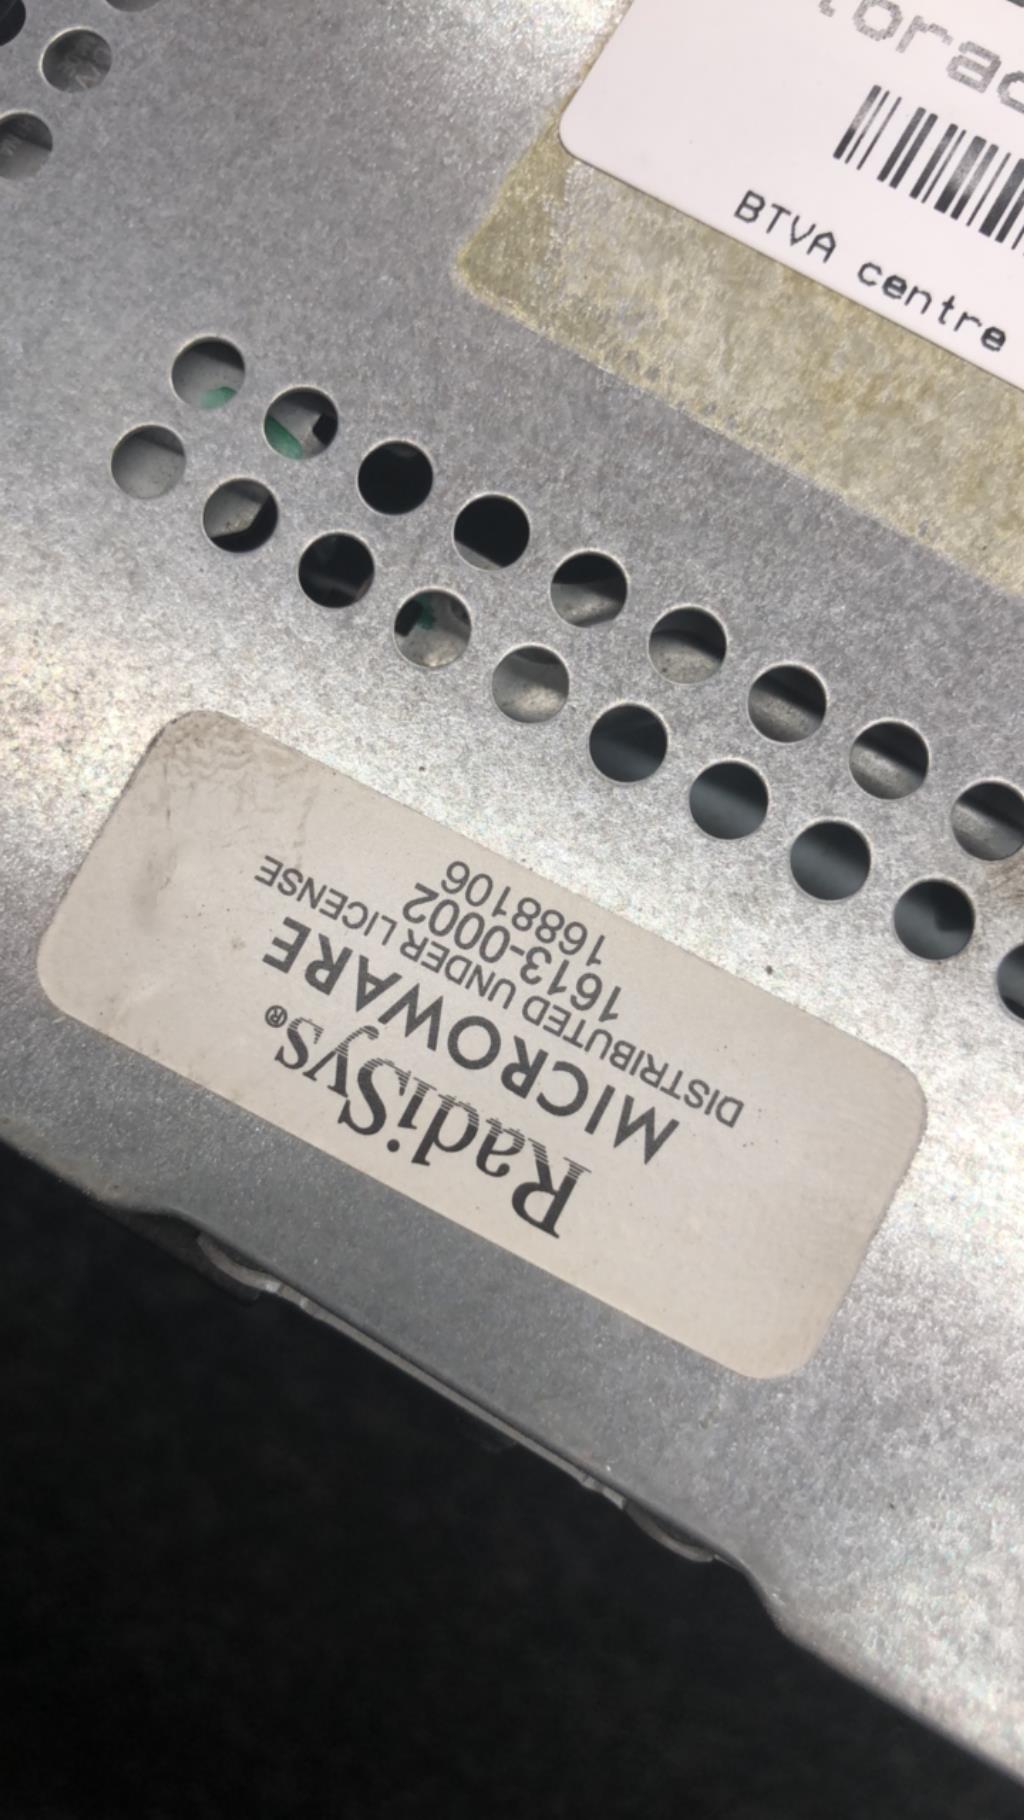 BTVA centre
RadiSys®
MICROWARE
DISTRIBUTED UNDER LICENSE
1613-0002
1688106